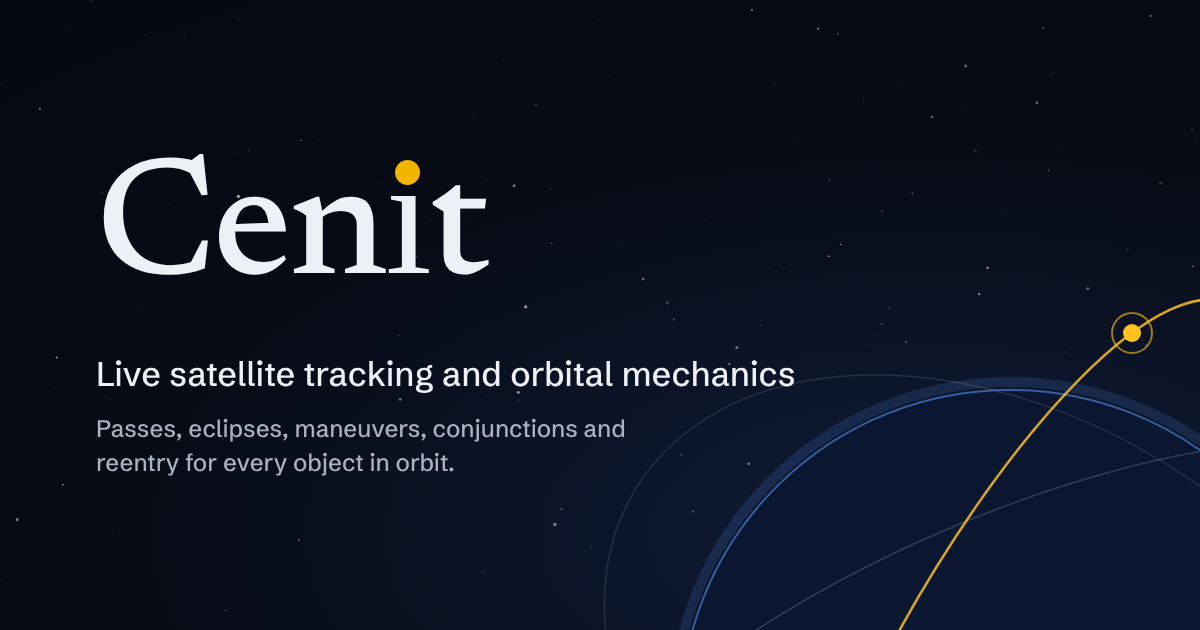 Cenit
Live satellite tracking and orbital mechanics
Passes, eclipses, maneuvers, conjunctions and
reentry for every object in orbit.